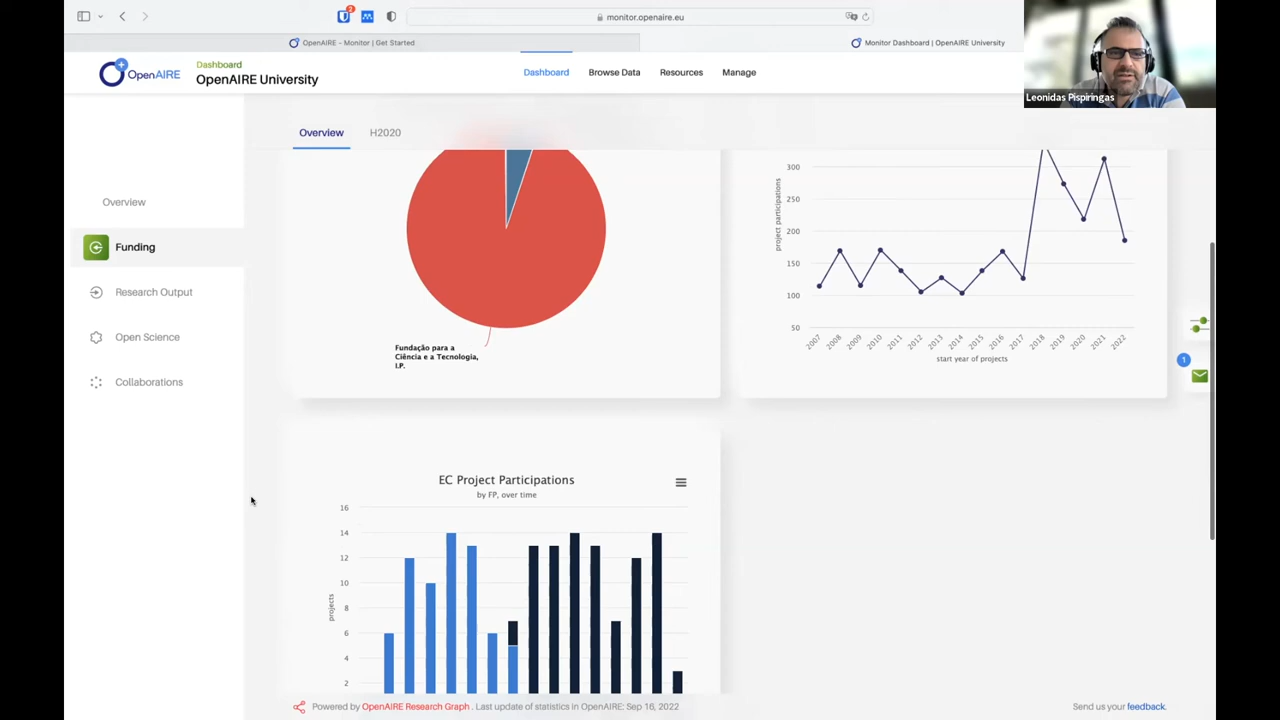 2
monitor.openaire.eu
OpenAIRE - Monitor | Get Started
Monitor Dashboard | OpenAIRE University
OpenAIRE
Dashboard
OpenAIRE University
Dashboard Browse Data Resources Manage
Leonidas Pispiringas
Overview H2020
Overview
Funding
Research Output
Open Science
Collaborations
Fundação para a
Ciência e a Tecnologia,
I.P.
project participations
300
250
200
150
100
50
2007 2008 2009 2010 2011 2012 2013 2014 2015 2016 2017 2018 2019 2020 2021 2022
start year of projects
1
EC Project Participations
by FP, over time
projects
16
14
12
10
8
6
4
2
Powered by OpenAIRE Research Graph . Last update of statistics in OpenAIRE: Sep 16, 2022
Send us your feedback.